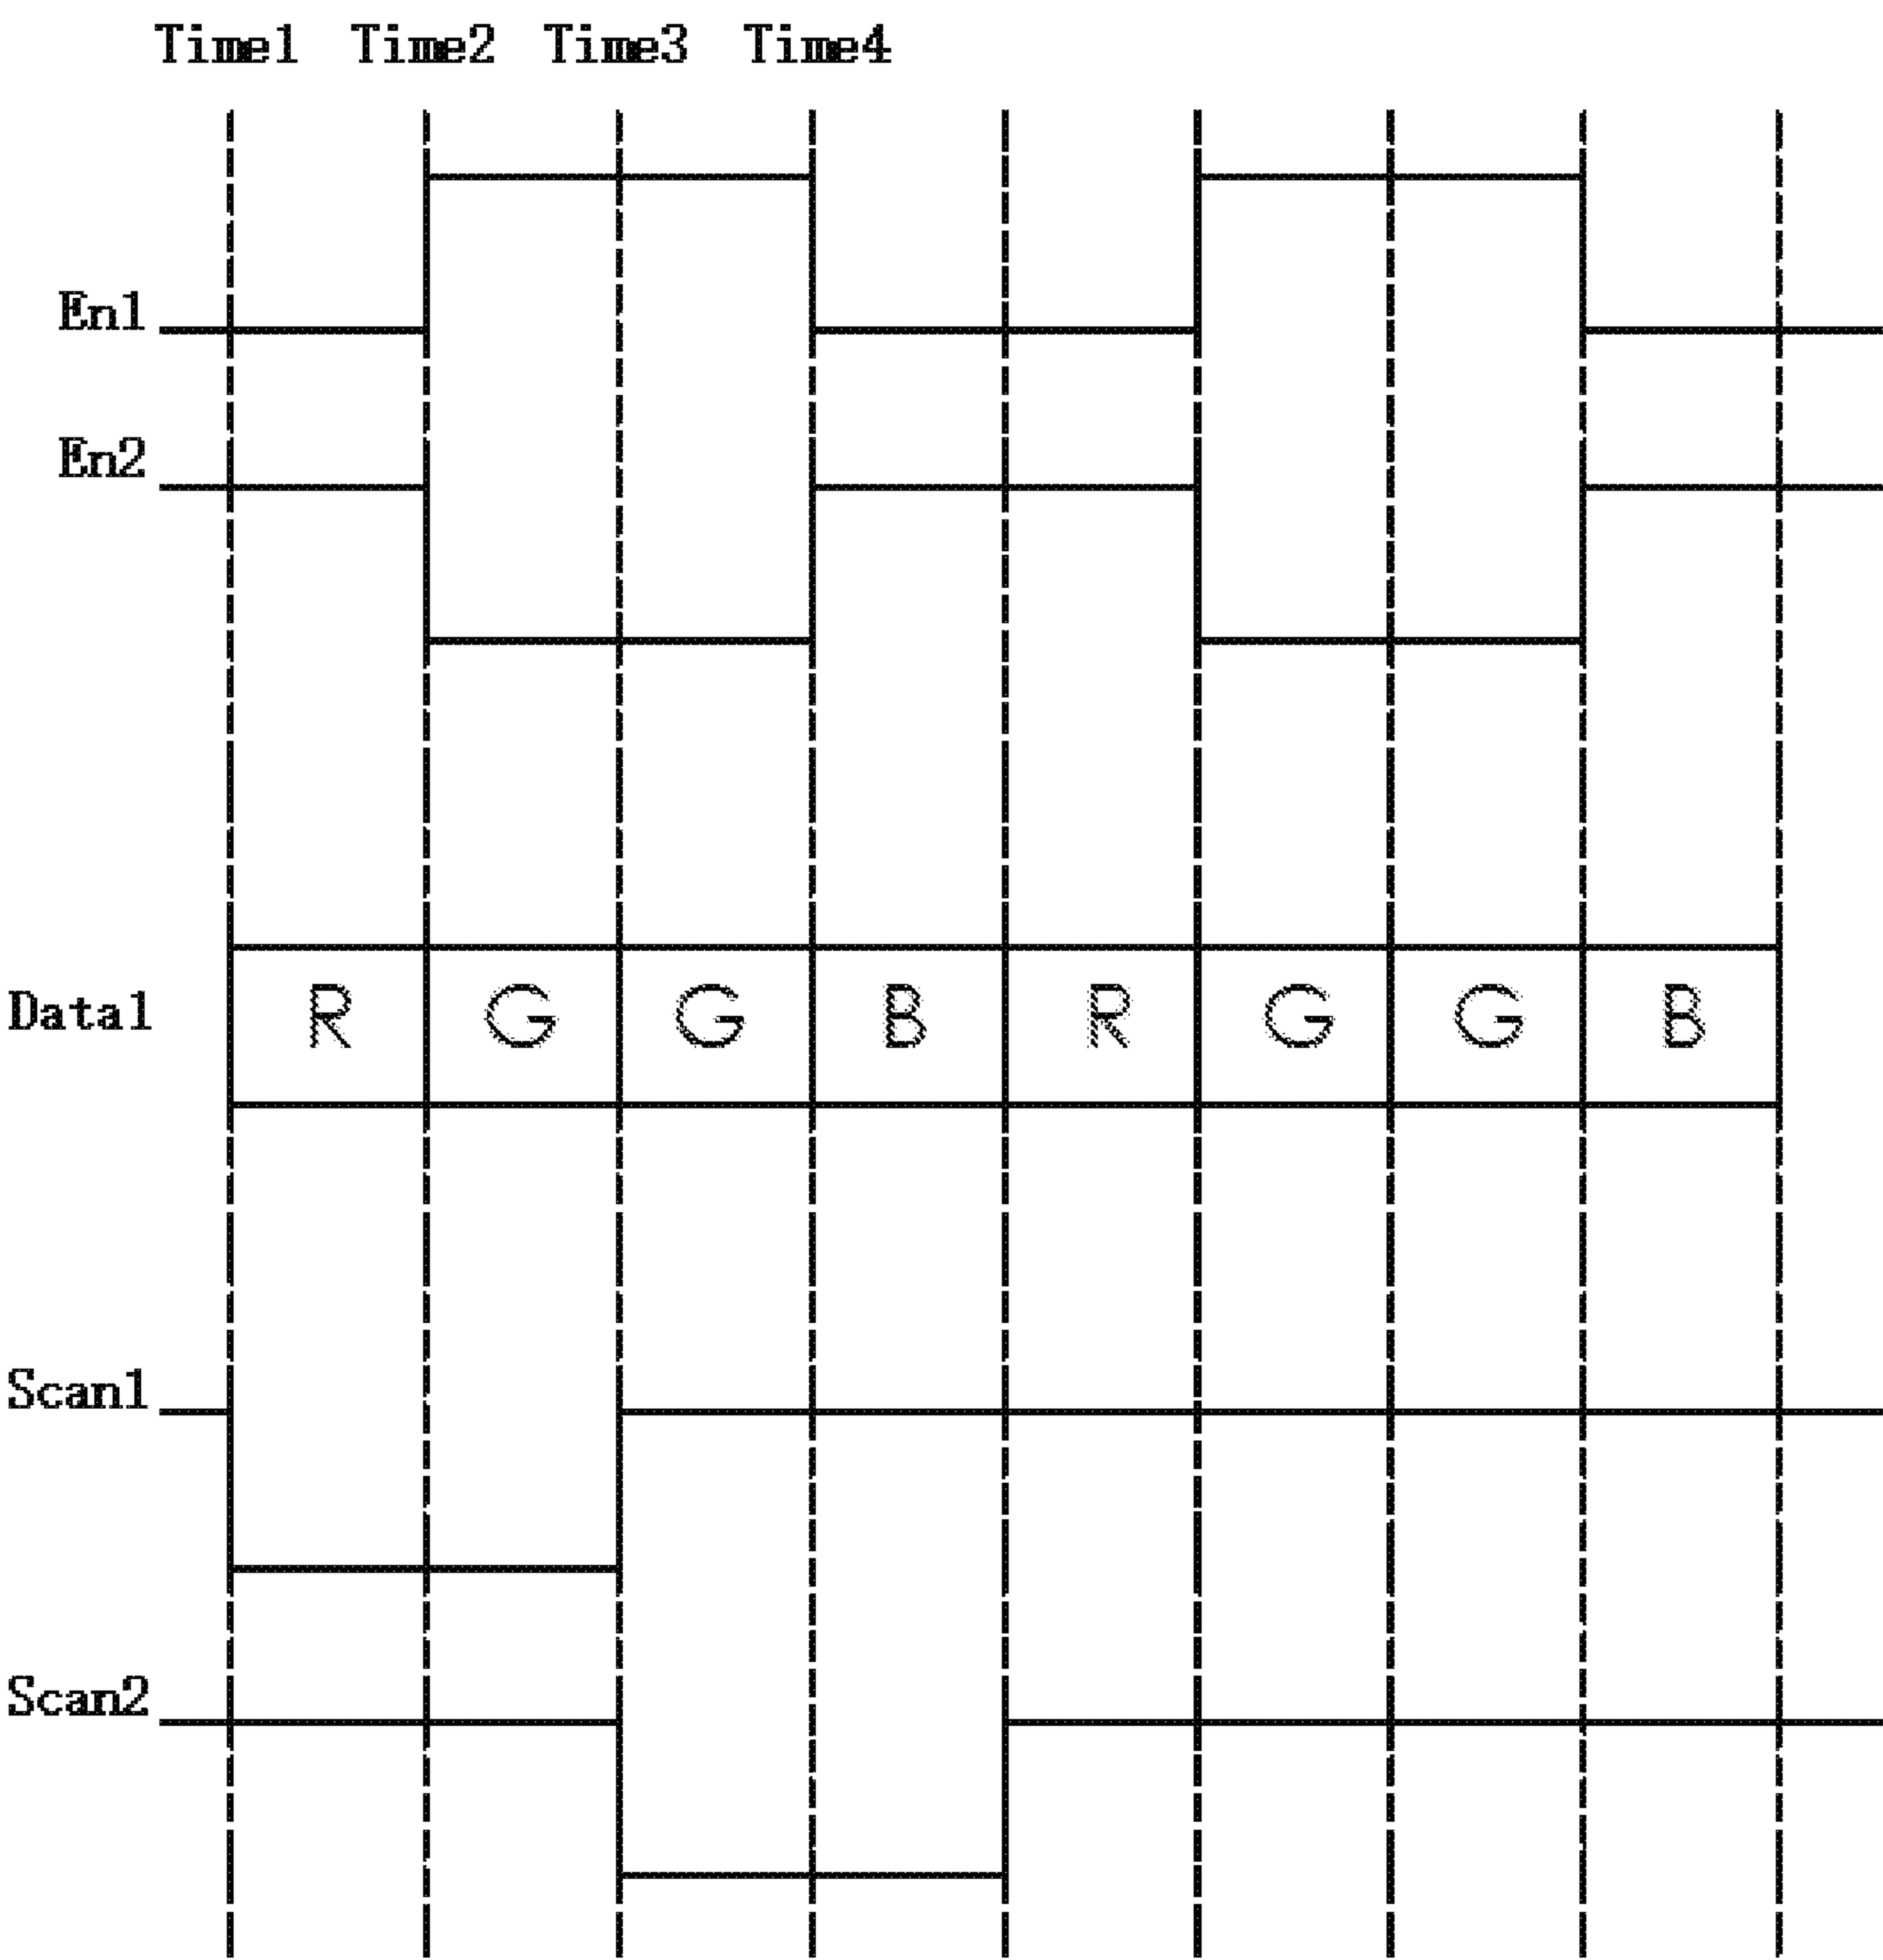 Time1 Time2 Time3 Time4
En1
En2
Data1 R G G B R G G B
Scan1
Scan2